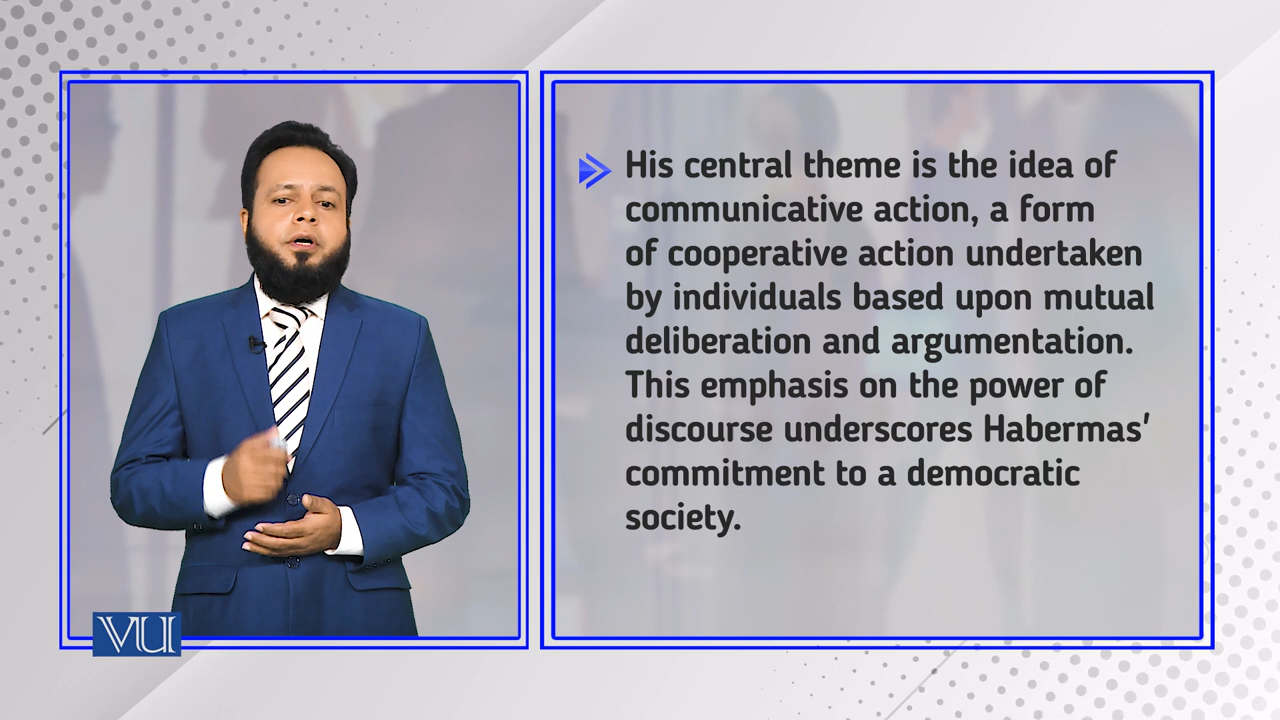 His central theme is the idea of
communicative action, a form
of cooperative action undertaken
by individuals based upon mutual
deliberation and argumentation.
This emphasis on the power of
discourse underscores Habermas'
commitment to a democratic
society.
VU